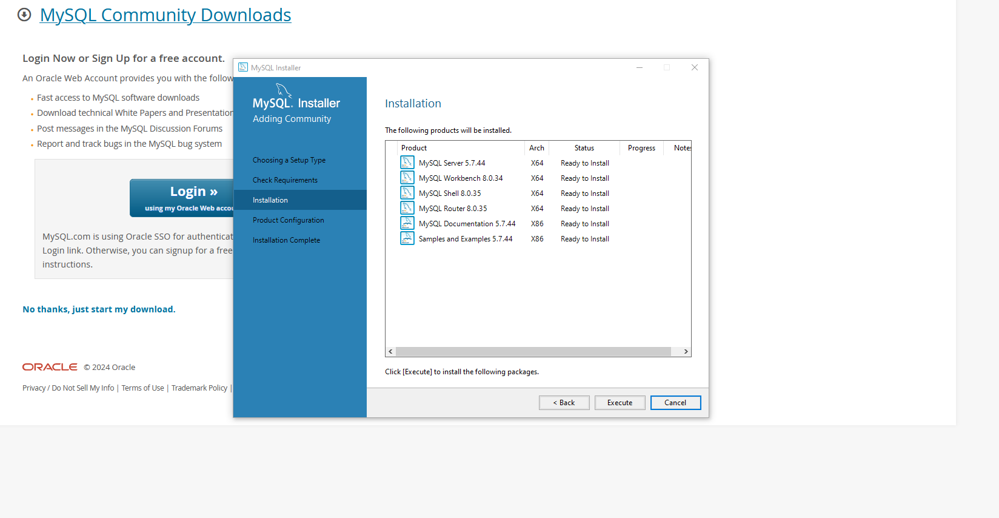 MySQL Community Downloads
Login Now or Sign Up for a free account.
An Oracle Web Account provides you with the follow
Fast access to MySQL software downloads
Download technical White Papers and Presentation
Post messages in the MySQL Discussion Forums
Report and track bugs in the MySQL bug system
Login »
using my Oracle Web accou
MySQL.com is using Oracle SSO for authenticat
Login link. Otherwise, you can signup for a free
instructions.
No thanks, just start my download.
ORACLE © 2024 Oracle
Privacy / Do Not Sell My Info | Terms of Use | Trademark Policy |
MySQL Installer
MySQL. Installer
Adding Community
Choosing a Setup Type
Check Requirements
Installation
Product Configuration
Installation Complete
Installation
The following products will be installed.
Product Arch Status Progress Notes
MySQL Server 5.7.44 X64 Ready to Install
MySQL Workbench 8.0.34 X64 Ready to Install
MySQL Shell 8.0.35 X64 Ready to Install
MySQL Router 8.0.35 X64 Ready to Install
MySQL Documentation 5.7.44 X86 Ready to Install
Samples and Examples 5.7.44 X86 Ready to Install
Click [Execute] to install the following packages.
< Back Execute Cancel